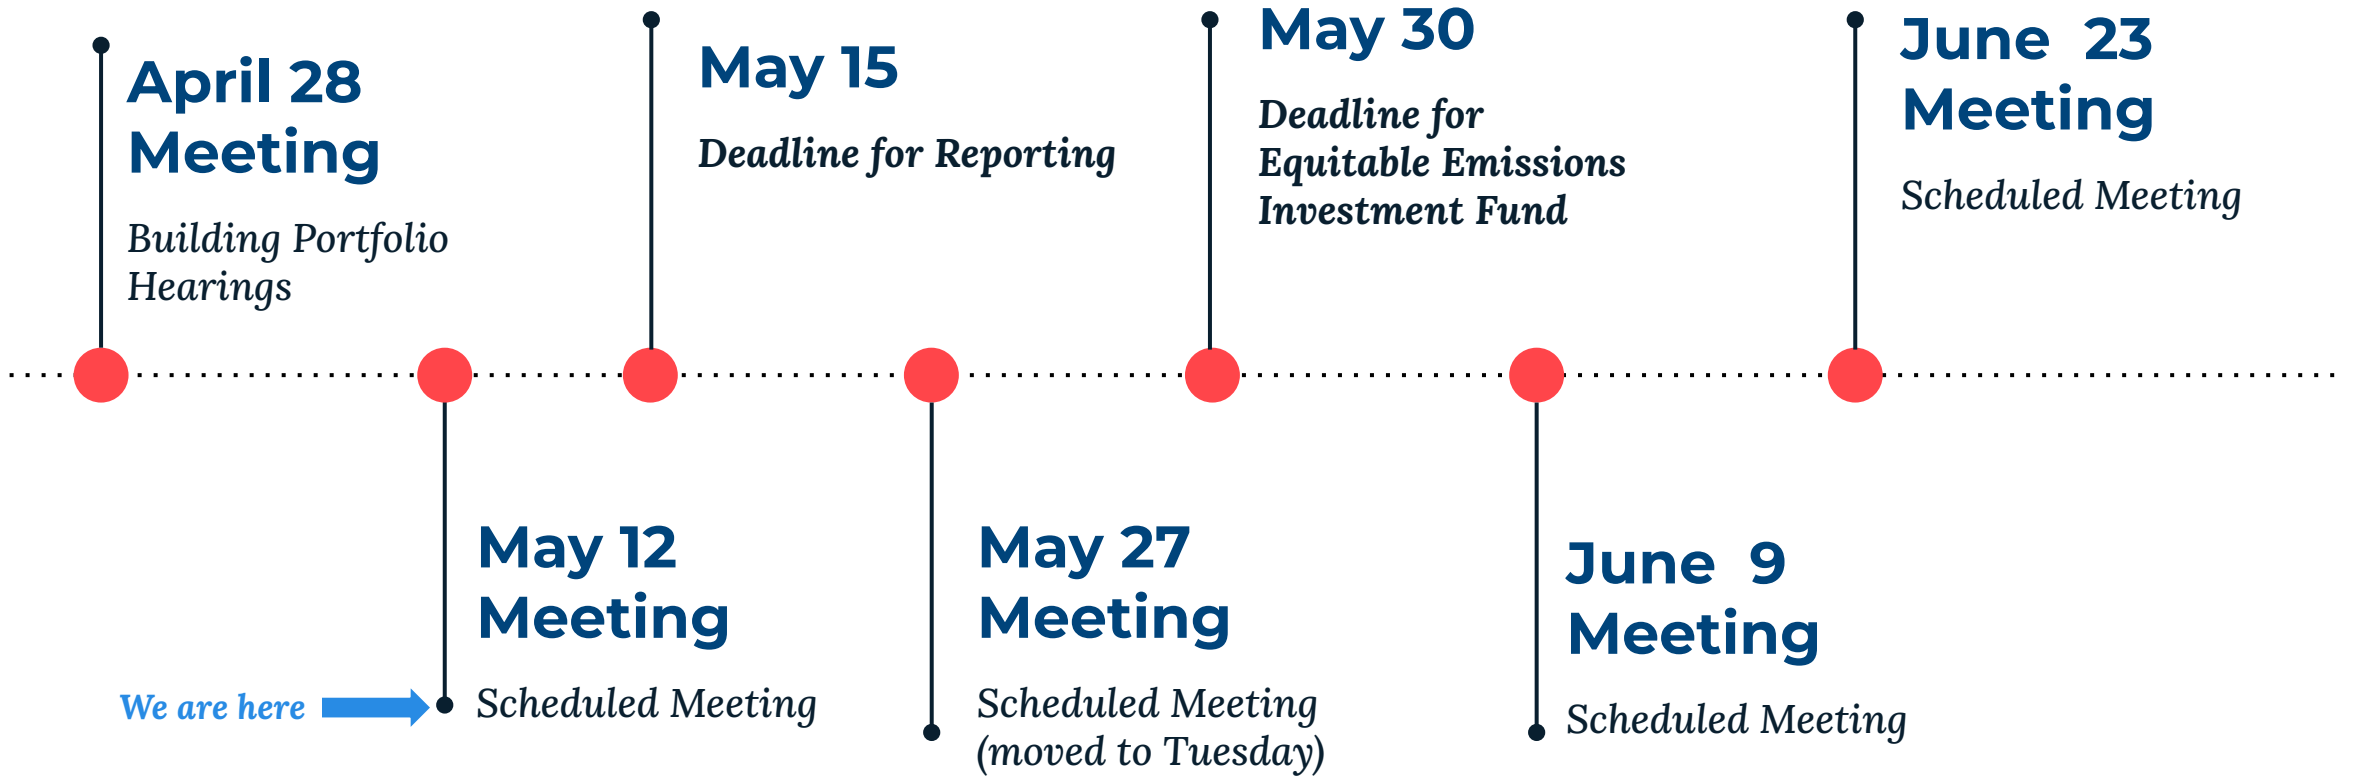 April 28
Meeting
Building Portfolio
Hearings
May 15
Deadline for Reporting
May 30
Deadline for
Equitable Emissions
Investment Fund
June  23
Meeting
Scheduled Meeting
We are here
May 12
Meeting
Scheduled Meeting
May 27
Meeting
Scheduled Meeting
(moved to Tuesday)
June  9
Meeting
Scheduled Meeting